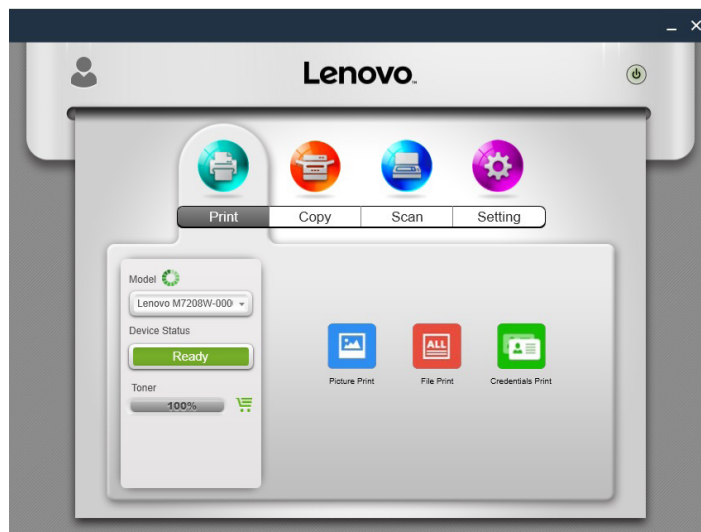 Lenovo™
Print Copy Scan Setting
Model
Lenovo M7208W-000
Device Status
Ready
Toner
100%
ALL
Picture Print File Print Credentials Print